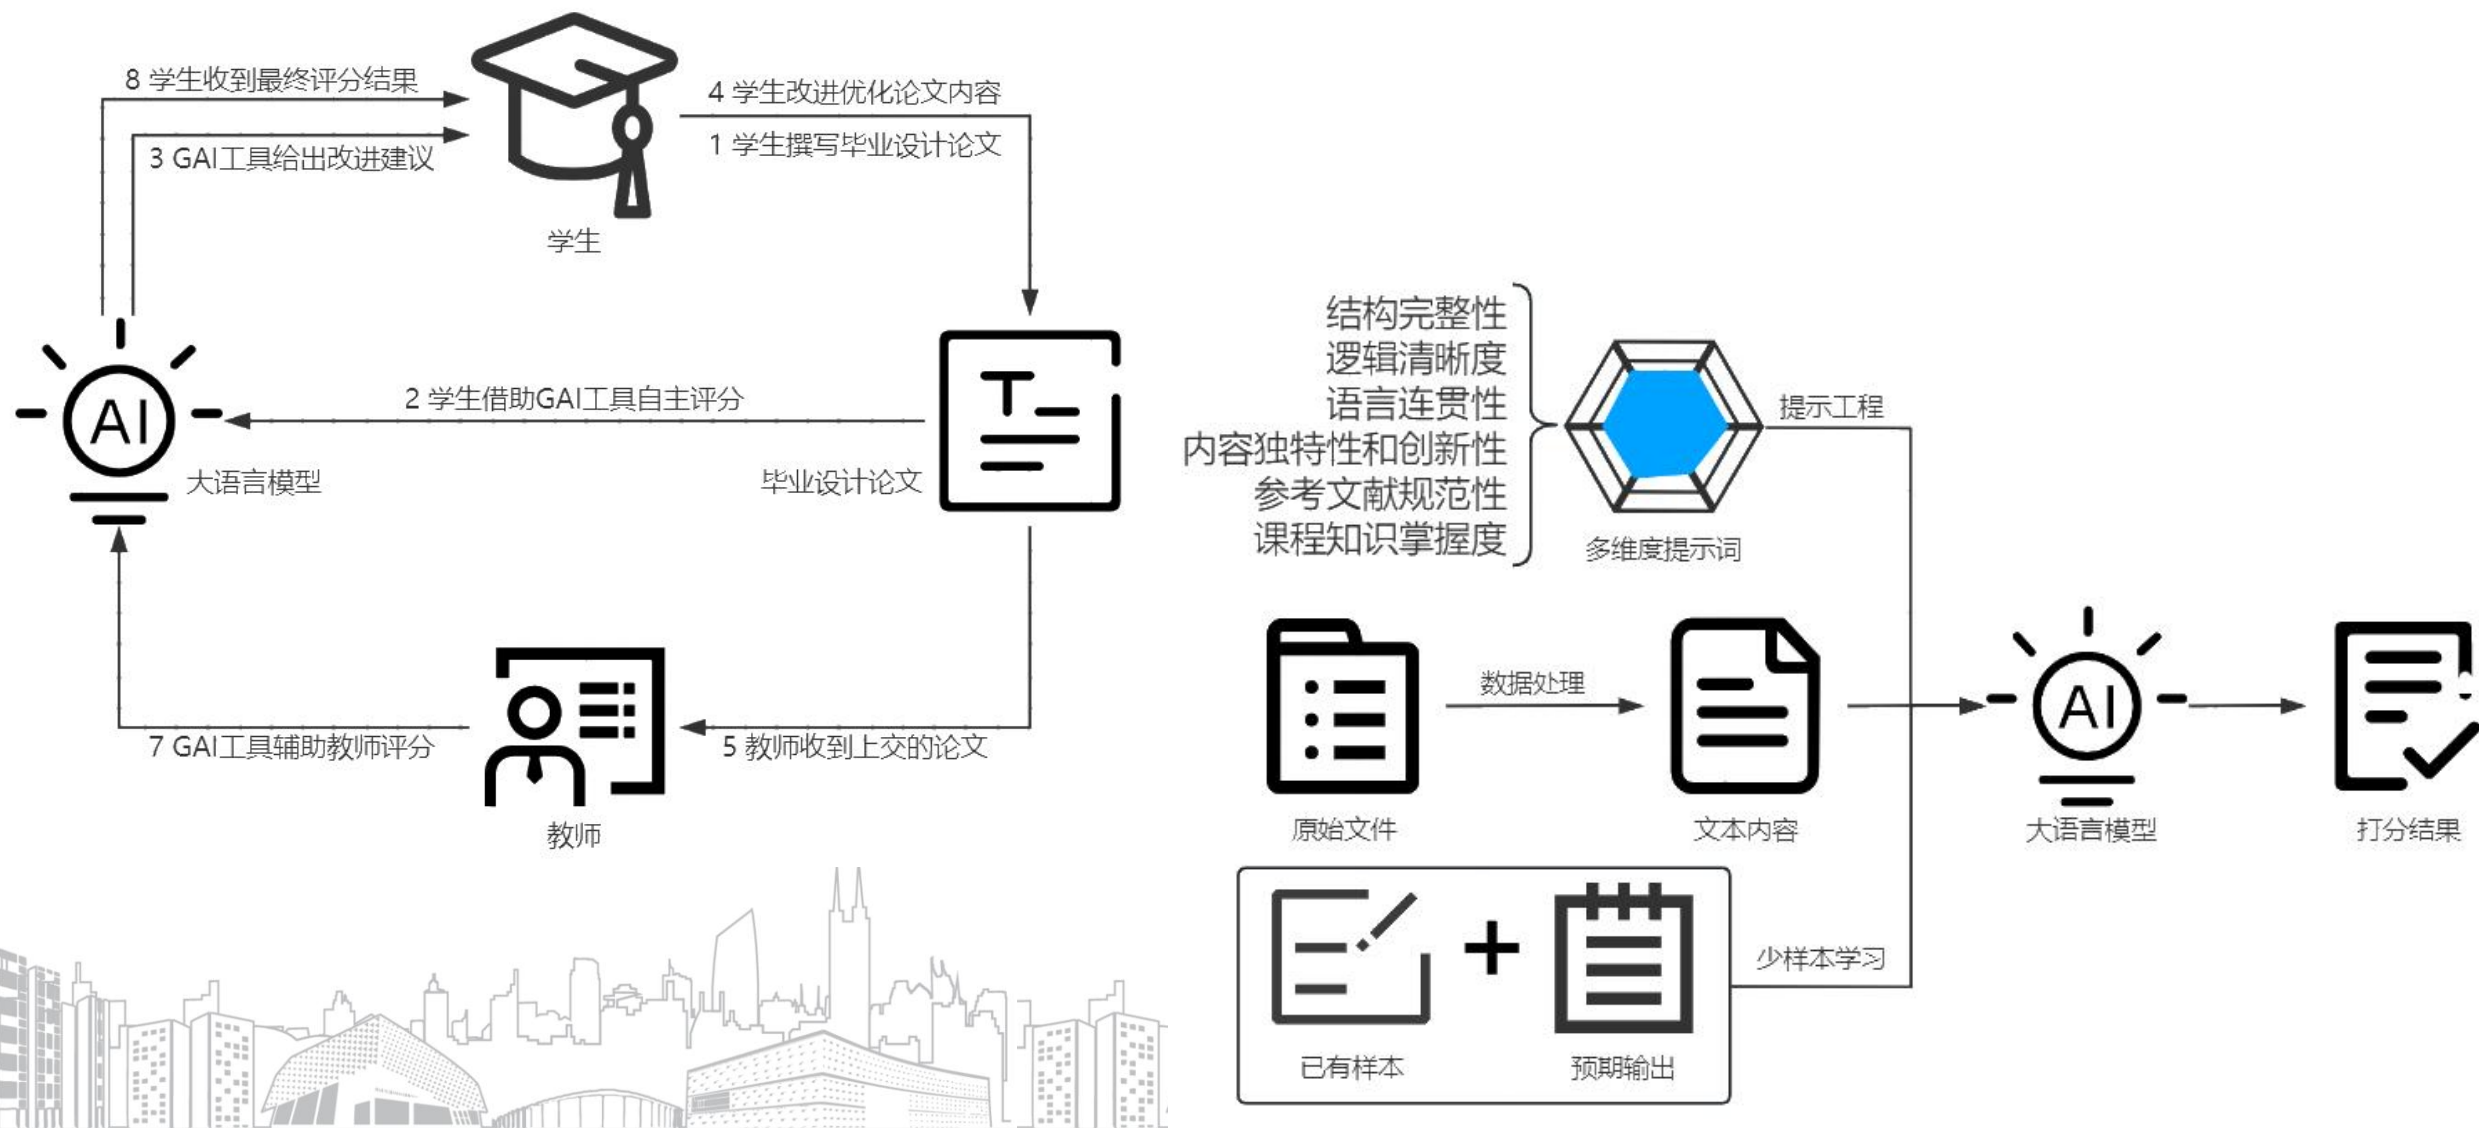 8 学生收到最终评分结果
3 GAI工具给出改进建议
学生
4 学生改进优化论文内容
1 学生撰写毕业设计论文
AI
大语言模型
2 学生借助GAI工具自主评分
毕业设计论文
T
7 GAI工具辅助教师评分
教师
5 教师收到上交的论文
结构完整性
逻辑清晰度
语言连贯性
内容独特性和创新性
参考文献规范性
课程知识掌握度
多维度提示词
提示工程
原始文件
数据处理
文本内容
AI
大语言模型
打分结果
已有样本
+
预期输出
少样本学习